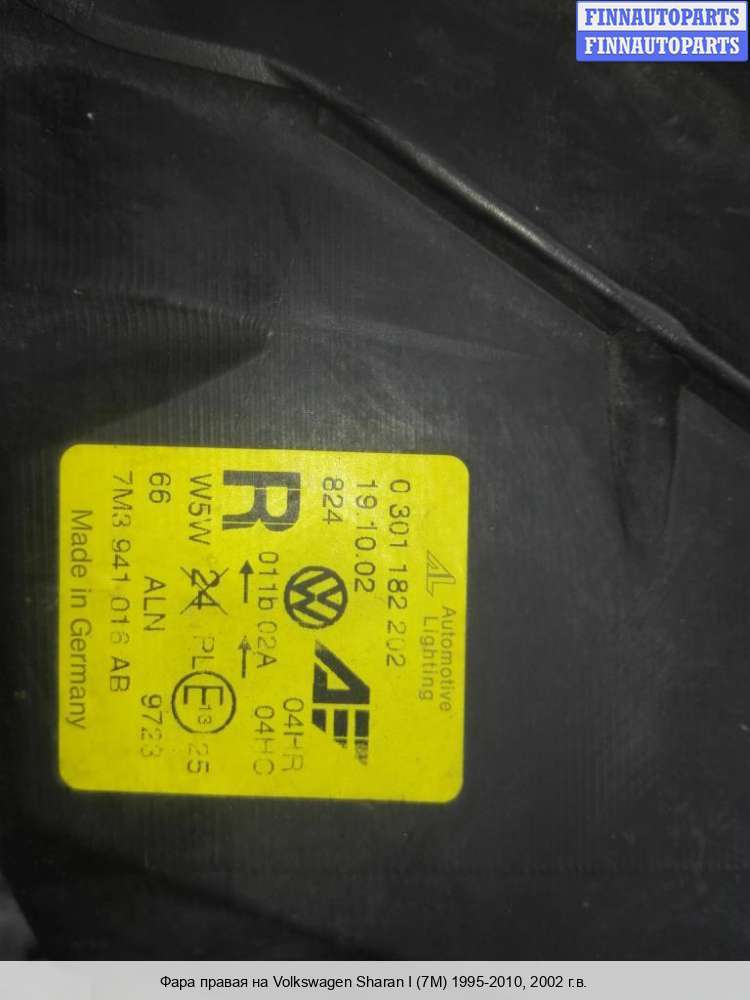 FINNAUTOPARTS
FINNAUTOPARTS
Automotive
Lighting
0 301 182 202
19.10.02
824
R
011b 02A
04HR
04HC
W5W 24 PL E13 25
66 ALN 9723
7M3 941 016 AB
Made in Germany
Фара правая на Volkswagen Sharan I (7M) 1995-2010, 2002 г.в.